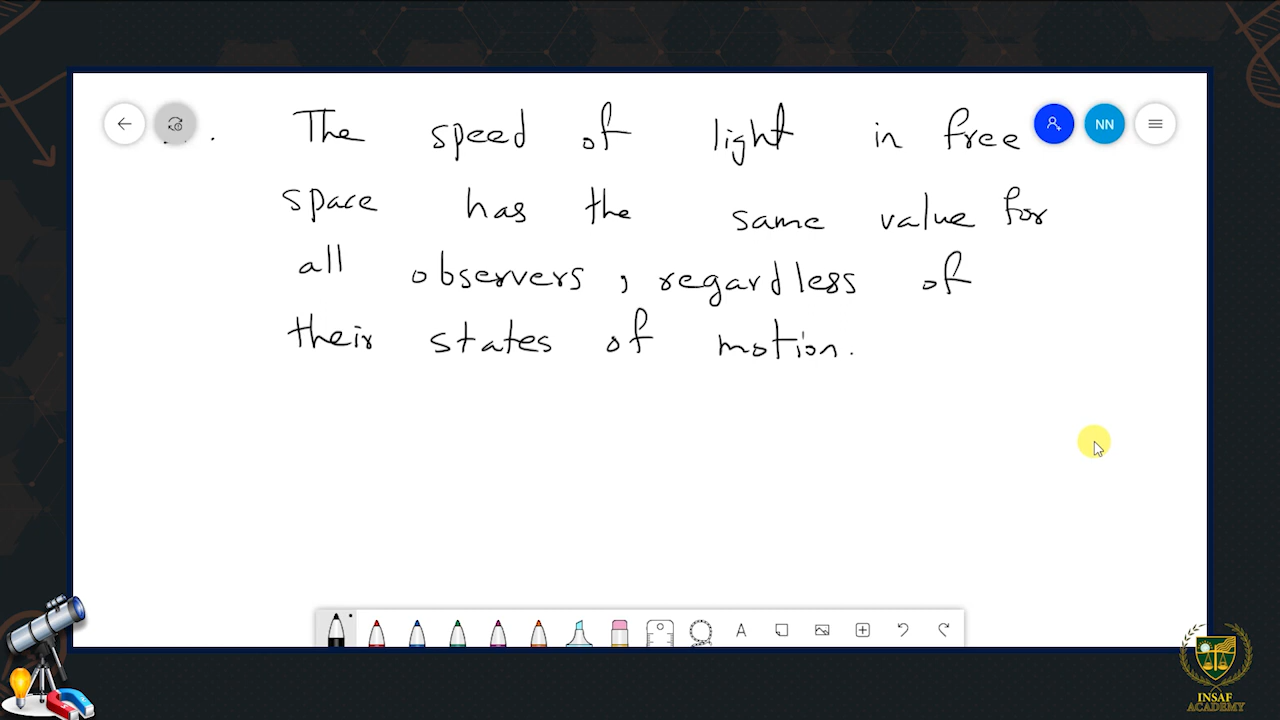 . The speed of light in free
space has the same value for
all observers, regardless of
their states of motion.
NN
A
INSAF
ACADEMY